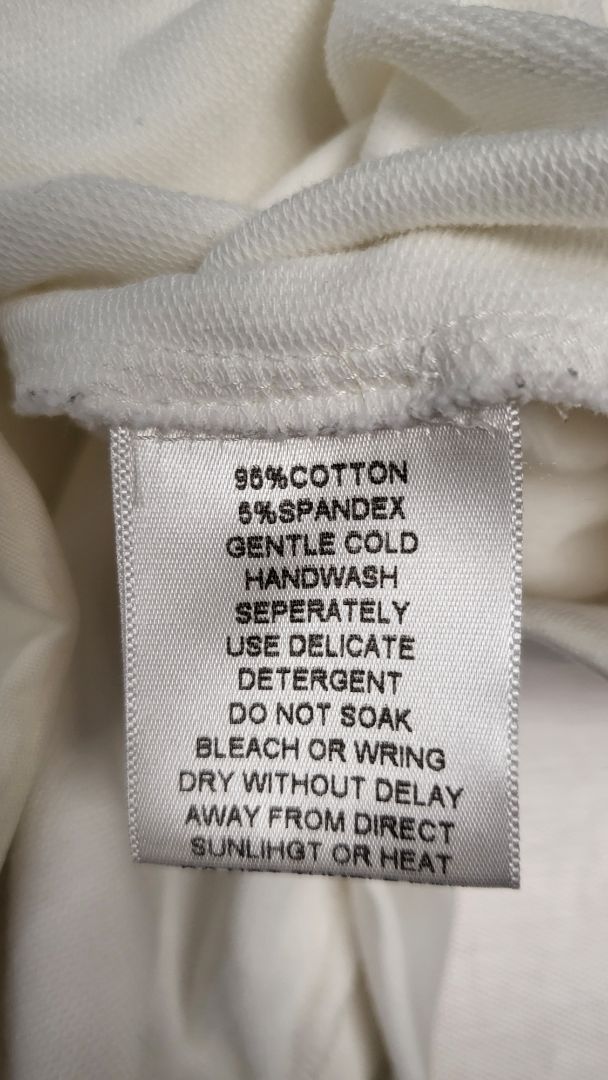 95%COTTON
5%SPANDEX
GENTLE COLD
HANDWASH
SEPERATELY
USE DELICATE
DETERGENT
DO NOT SOAK
BLEACH OR WRING
DRY WITHOUT DELAY
AWAY FROM DIRECT
SUNLIHGT OR HEAT